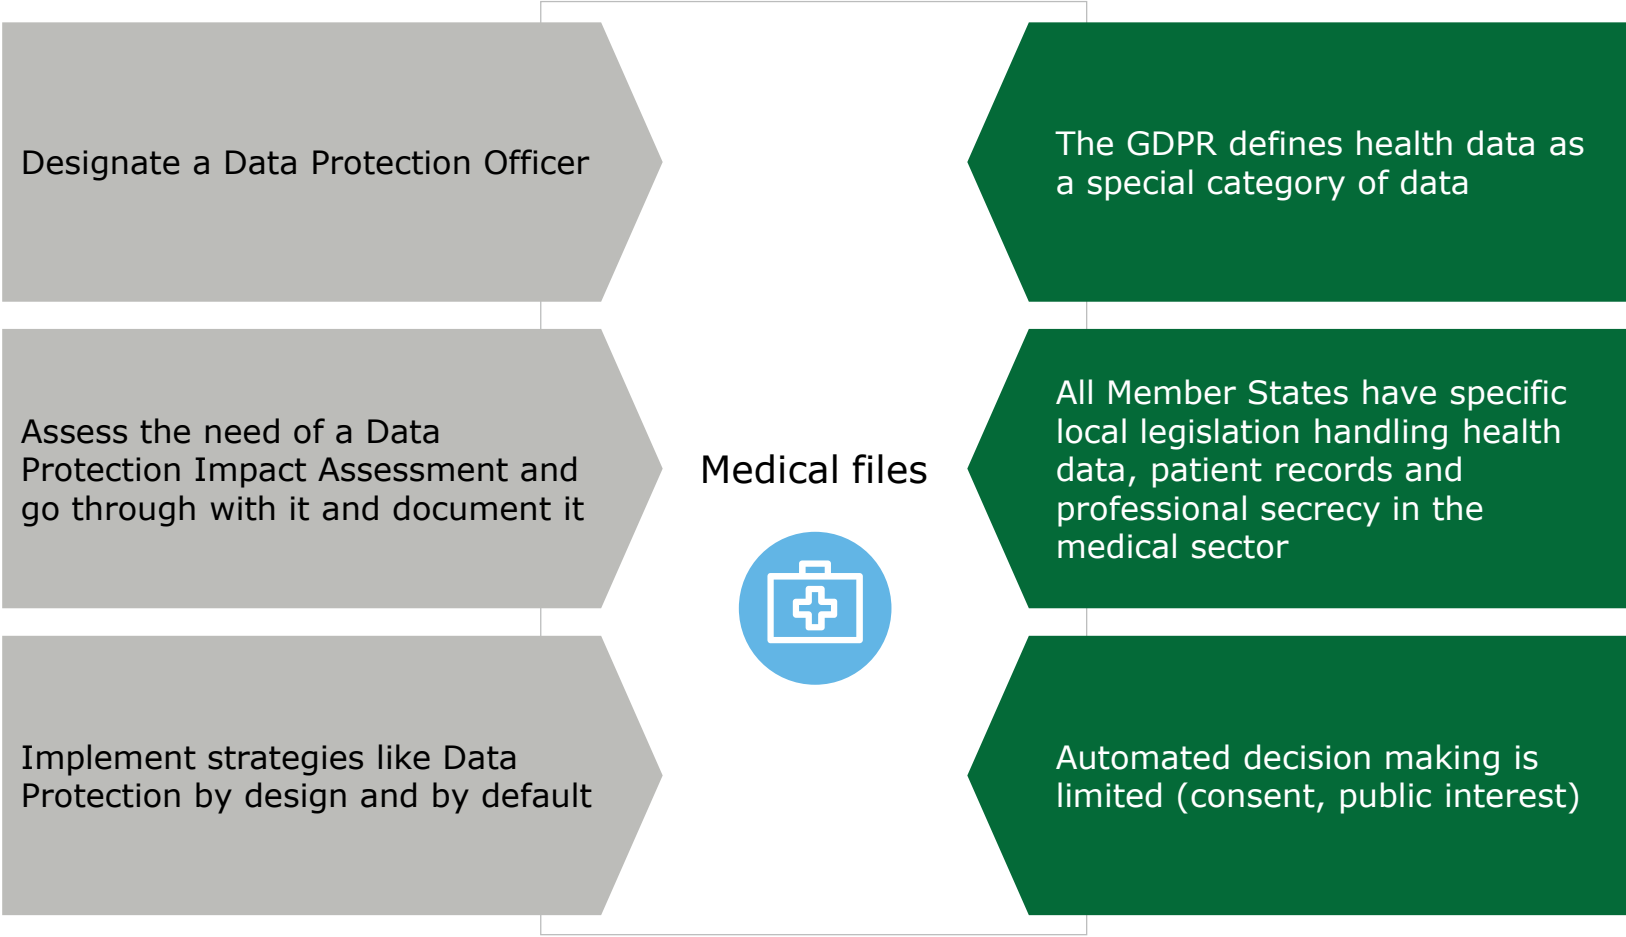 Designate a Data Protection Officer
Assess the need of a Data
Protection Impact Assessment and
go through with it and document it
Implement strategies like Data
Protection by design and by default
Medical files
The GDPR defines health data as
a special category of data
All Member States have specific
local legislation handling health
data, patient records and
professional secrecy in the
medical sector
Automated decision making is
limited (consent, public interest)